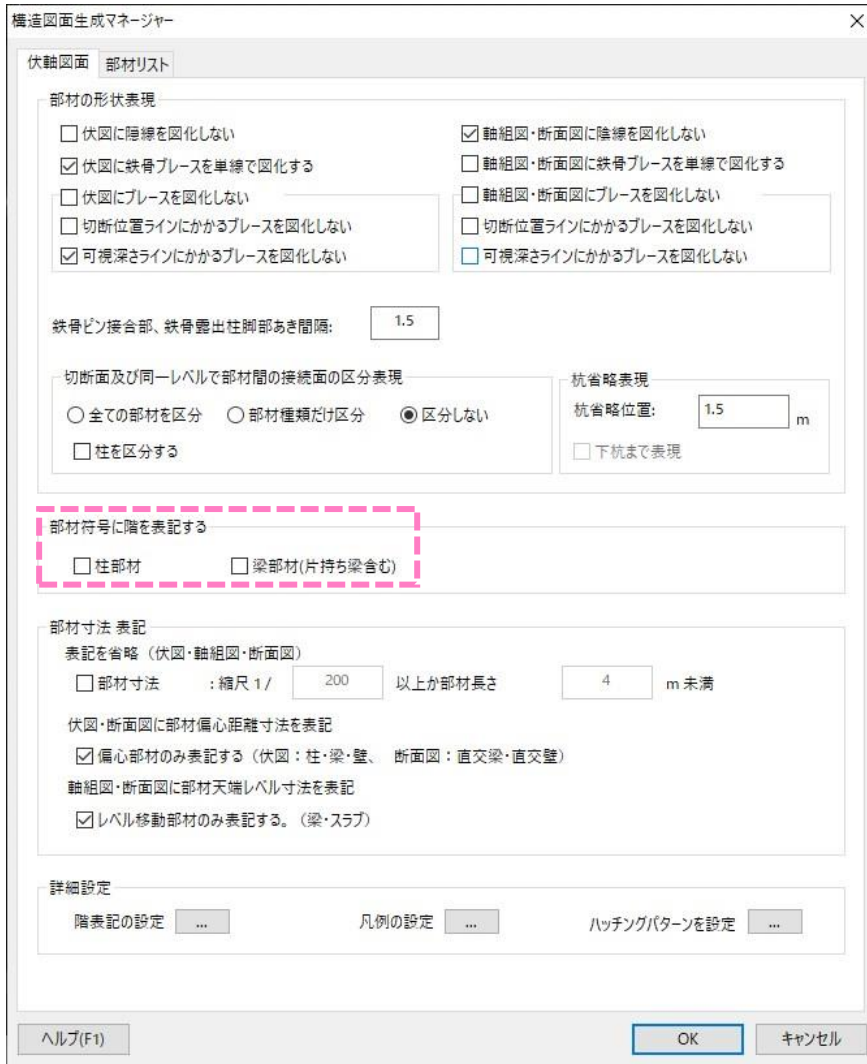 構造図面生成マネージャー
伏軸図面 部材リスト
部材の形状表現
伏図に隠線を図化しない 軸組図・断面図に陰線を図化しない
伏図に鉄骨ブレースを単線で図化する 軸組図・断面図に鉄骨ブレースを単線で図化する
伏図にブレースを図化しない 軸組図・断面図にブレースを図化しない
切断位置ラインにかかるブレースを図化しない 切断位置ラインにかかるブレースを図化しない
可視深さラインにかかるブレースを図化しない 可視深さラインにかかるブレースを図化しない
鉄骨ピン接合部、鉄骨露出柱脚部あき間隔: 1.5
切断面及び同一レベルで部材間の接続面の区分表現 杭省略表現
全ての部材を区分 部材種類だけ区分 区分しない 杭省略位置: 1.5 m
柱を区分する 下杭まで表現
部材符号に階を表記する
柱部材 梁部材(片持ち梁含む)
部材寸法 表記
表記を省略（伏図・軸組図・断面図）
部材寸法 :縮尺 1/ 200 以上か部材長さ 4 m 未満
伏図・断面図に部材偏心距離寸法を表記
偏心部材のみ表記する（伏図：柱・梁・壁、 断面図：直交梁・直交壁）
軸組図・断面図に部材天端レベル寸法を表記
レベル移動部材のみ表記する。（梁・スラブ）
詳細設定
階表記の設定 ... 凡例の設定 ... ハッチングパターンを設定 ...
ヘルプ(F1) OK キャンセル